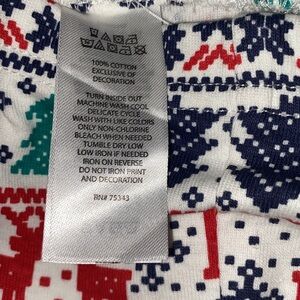 100% COTTON
EXCLUSIVE OF
DECORATION
TURN INSIDE OUT
MACHINE WASH COOL
DELICATE CYCLE
WASH WITH LIKE COLORS
ONLY NON-CHLORINE
BLEACH WHEN NEEDED
TUMBLE DRY LOW
LOW IRON IF NEEDED
IRON ON REVERSE
DO NOT IRON PRINT
AND DECORATION
RN# 75343